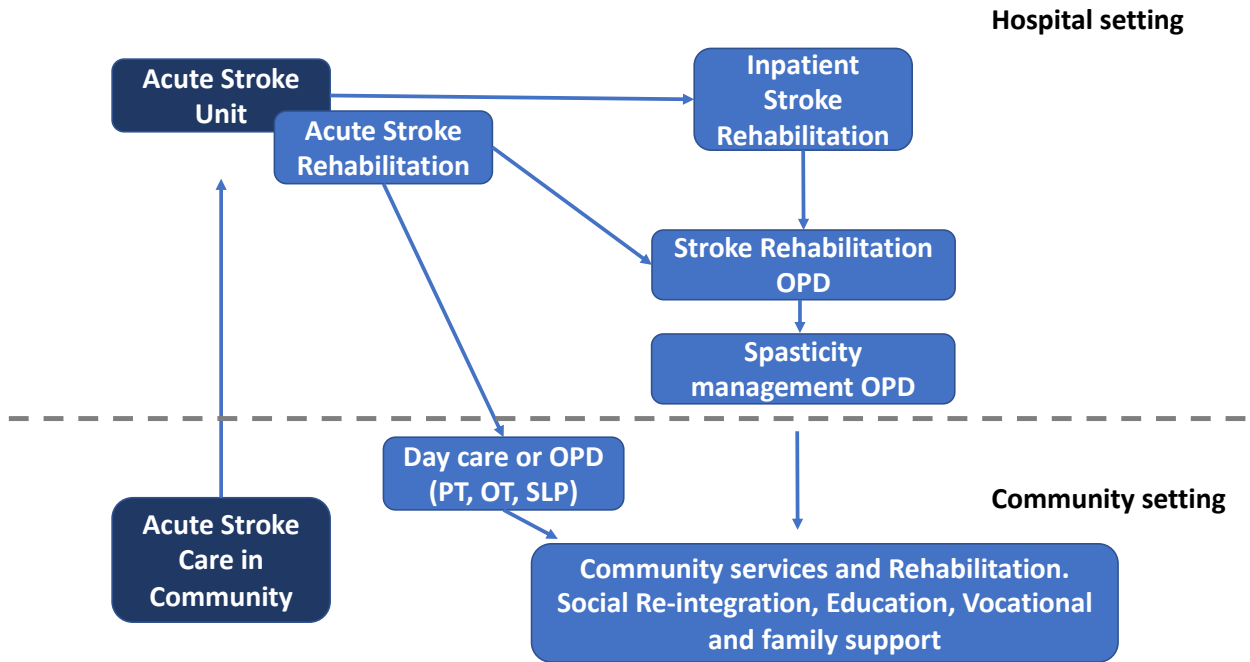 Hospital setting
Acute Stroke
Unit
Inpatient
Stroke
Rehabilitation
Acute Stroke
Rehabilitation
Stroke Rehabilitation
OPD
Spasticity
management OPD
Day care or OPD
(PT, OT, SLP)
Community setting
Acute Stroke
Care in
Community
Community services and Rehabilitation.
Social Re-integration, Education, Vocational
and family support